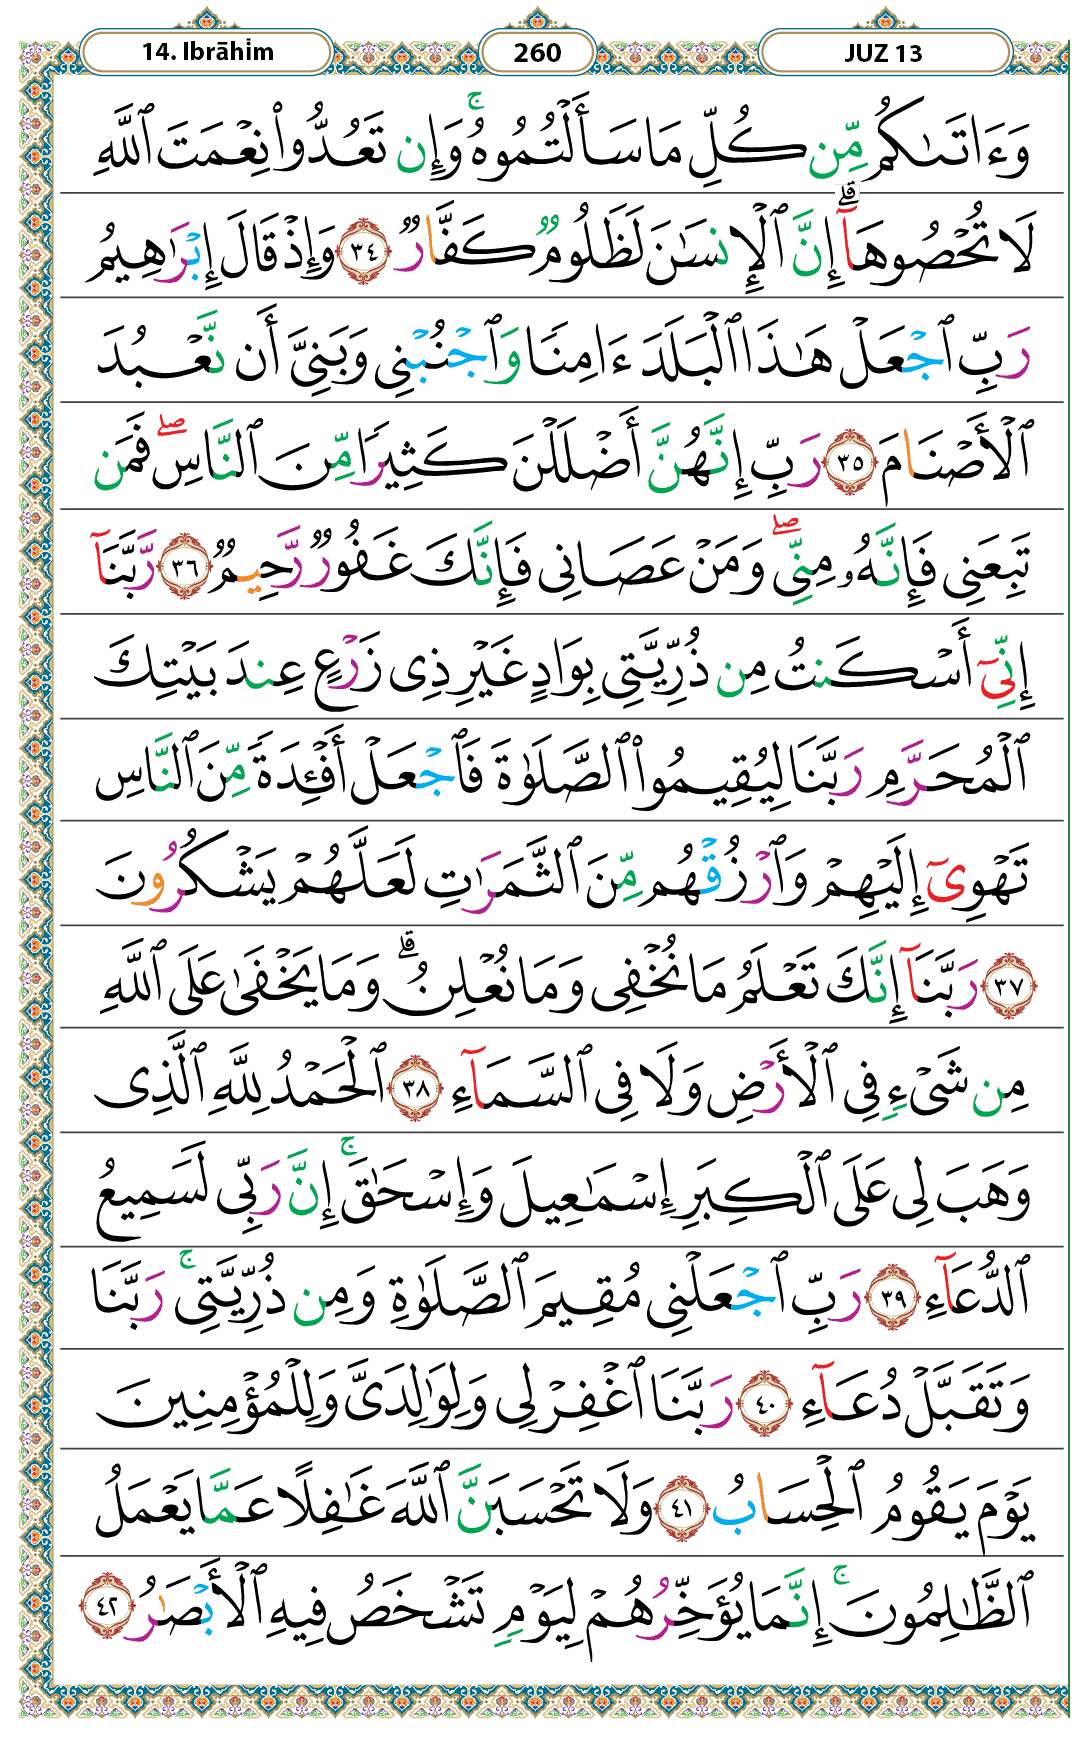 14. Ibrāhim
260
JUZ 13
وَءَاتَىٰكُم مِّن كُلِّ مَا سَأَلۡتُمُوهُۚ وَإِن تَعُدُّواْ نِعۡمَتَ ٱللَّهِ
لَا تُحۡصُوهَآۗ إِنَّ ٱلۡإِنسَٰنَ لَظَلُومٞ كَفَّارٞ ٣٤ وَإِذۡ قَالَ إِبۡرَٰهِيمُ
رَبِّ ٱجۡعَلۡ هَٰذَا ٱلۡبَلَدَ ءَامِنٗا وَٱجۡنُبۡنِي وَبَنِيَّ أَن نَّعۡبُدَ
ٱلۡأَصۡنَامَ ٣٥ رَبِّ إِنَّهُنَّ أَضۡلَلۡنَ كَثِيرٗا مِّنَ ٱلنَّاسِۖ فَمَن
تَبِعَنِي فَإِنَّهُۥ مِنِّيۖ وَمَنۡ عَصَانِي فَإِنَّكَ غَفُورٞ رَّحِيمٞ ٣٦ رَّبَّنَآ
إِنِّيٓ أَسۡكَنتُ مِن ذُرِّيَّتِي بِوَادٍ غَيۡرِ ذِي زَرۡعٍ عِندَ بَيۡتِكَ
ٱلۡمُحَرَّمِ رَبَّنَا لِيُقِيمُواْ ٱلصَّلَوٰةَ فَٱجۡعَلۡ أَفۡـِٔدَةٗ مِّنَ ٱلنَّاسِ
تَهۡوِيٓ إِلَيۡهِمۡ وَٱرۡزُقۡهُم مِّنَ ٱلثَّمَرَٰتِ لَعَلَّهُمۡ يَشۡكُرُونَ
٣٧ رَبَّنَآ إِنَّكَ تَعۡلَمُ مَا نُخۡفِي وَمَا نُعۡلِنُۗ وَمَا يَخۡفَىٰ عَلَى ٱللَّهِ
مِن شَيۡءٖ فِي ٱلۡأَرۡضِ وَلَا فِي ٱلسَّمَآءِ ٣٨ ٱلۡحَمۡدُ لِلَّهِ ٱلَّذِي
وَهَبَ لِي عَلَى ٱلۡكِبَرِ إِسۡمَٰعِيلَ وَإِسۡحَٰقَۚ إِنَّ رَبِّي لَسَمِيعُ
ٱلدُّعَآءِ ٣٩ رَبِّ ٱجۡعَلۡنِي مُقِيمَ ٱلصَّلَوٰةِ وَمِن ذُرِّيَّتِيۚ رَبَّنَا
وَتَقَبَّلۡ دُعَآءِ ٤٠ رَبَّنَا ٱغۡفِرۡ لِي وَلِوَٰلِدَيَّ وَلِلۡمُؤۡمِنِينَ
يَوۡمَ يَقُومُ ٱلۡحِسَابُ ٤١ وَلَا تَحۡسَبَنَّ ٱللَّهَ غَٰفِلًا عَمَّا يَعۡمَلُ
ٱلظَّٰلِمُونَۚ إِنَّمَا يُؤَخِّرُهُمۡ لِيَوۡمٖ تَشۡخَصُ فِيهِ ٱلۡأَبۡصَٰرُ ٤٢